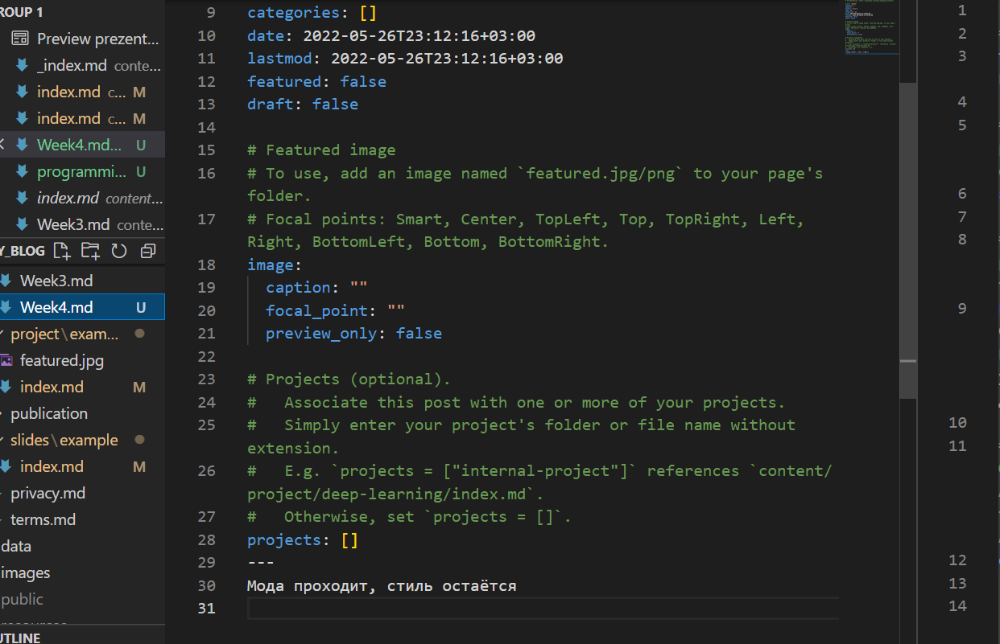 ROUP 1
Preview prezent...
_index.md conte...
index.md c... M
index.md c... M
Week4.md... U
programmi... U
index.md content...
Week3.md conte...
Y_BLOG
Week3.md
Week4.md U
project\exam...
featured.jpg
index.md M
publication
slides\example
index.md M
privacy.md
terms.md
data
images
public
UTLINE
9 categories: []
10 date: 2022-05-26T23:12:16+03:00
11 lastmod: 2022-05-26T23:12:16+03:00
12 featured: false
13 draft: false
14
15 # Featured image
16 # To use, add an image named `featured.jpg/png` to your page's
folder.
17 # Focal points: Smart, Center, TopLeft, Top, TopRight, Left,
Right, BottomLeft, Bottom, BottomRight.
18 image:
19 caption: ""
20 focal_point: ""
21 preview_only: false
22
23 # Projects (optional).
24 #   Associate this post with one or more of your projects.
25 #   Simply enter your project's folder or file name without
extension.
26 #   E.g. `projects = ["internal-project"]` references `content/
project/deep-learning/index.md`.
27 #   Otherwise, set `projects = []`.
28 projects: []
29 ---
30 Мода проходит, стиль остаётся
31
1
2
3
4
5
6
7
8
9
10
11
12
13
14